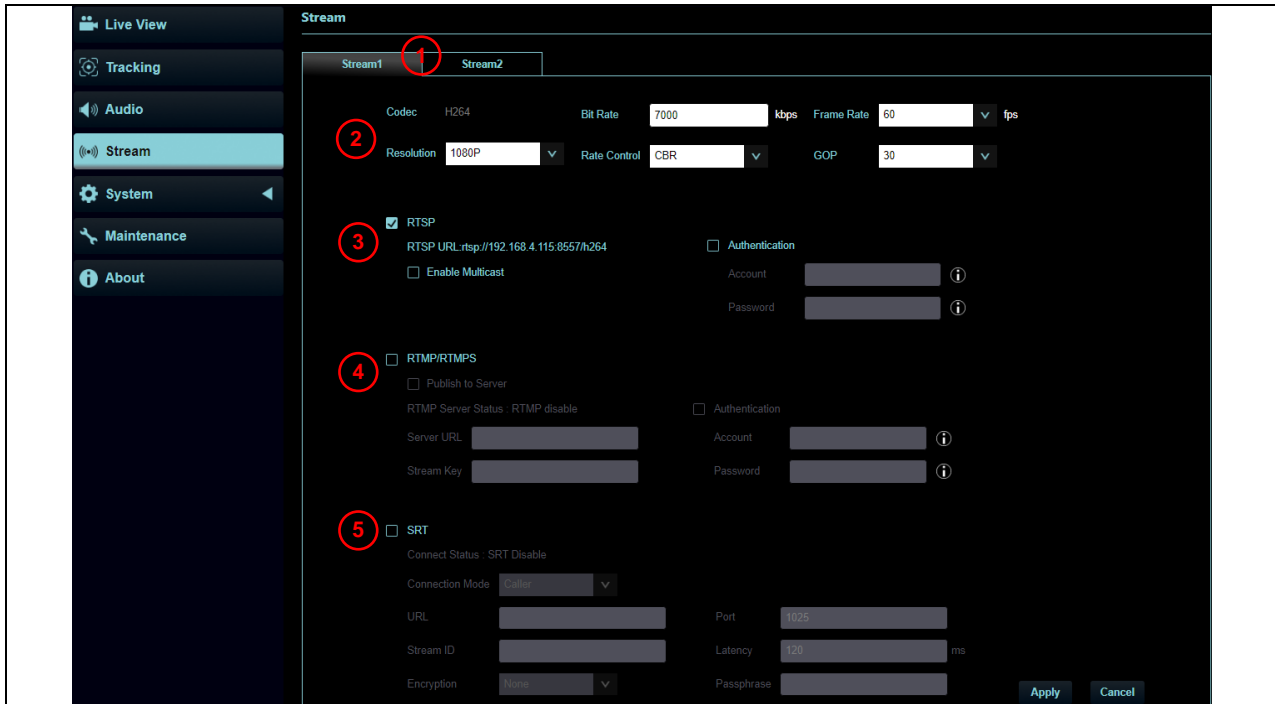 Live View
Tracking
Audio
Stream
System
Maintenance
About
Stream
1
Stream1 Stream2
2
Codec H264 Bit Rate 7000 kbps Frame Rate 60 fps
Resolution 1080P Rate Control CBR GOP 30
3
RTSP
RTSP URL:rtsp://192.168.4.115:8557/h264 Authentication
Enable Multicast Account
Password
4
RTMP/RTMPS
Publish to Server
RTMP Server Status : RTMP disable Authentication
Server URL Account
Stream Key Password
5
SRT
Connect Status : SRT Disable
Connection Mode Caller
URL Port 1025
Stream ID Latency 120 ms
Encryption None Passphrase
Apply Cancel